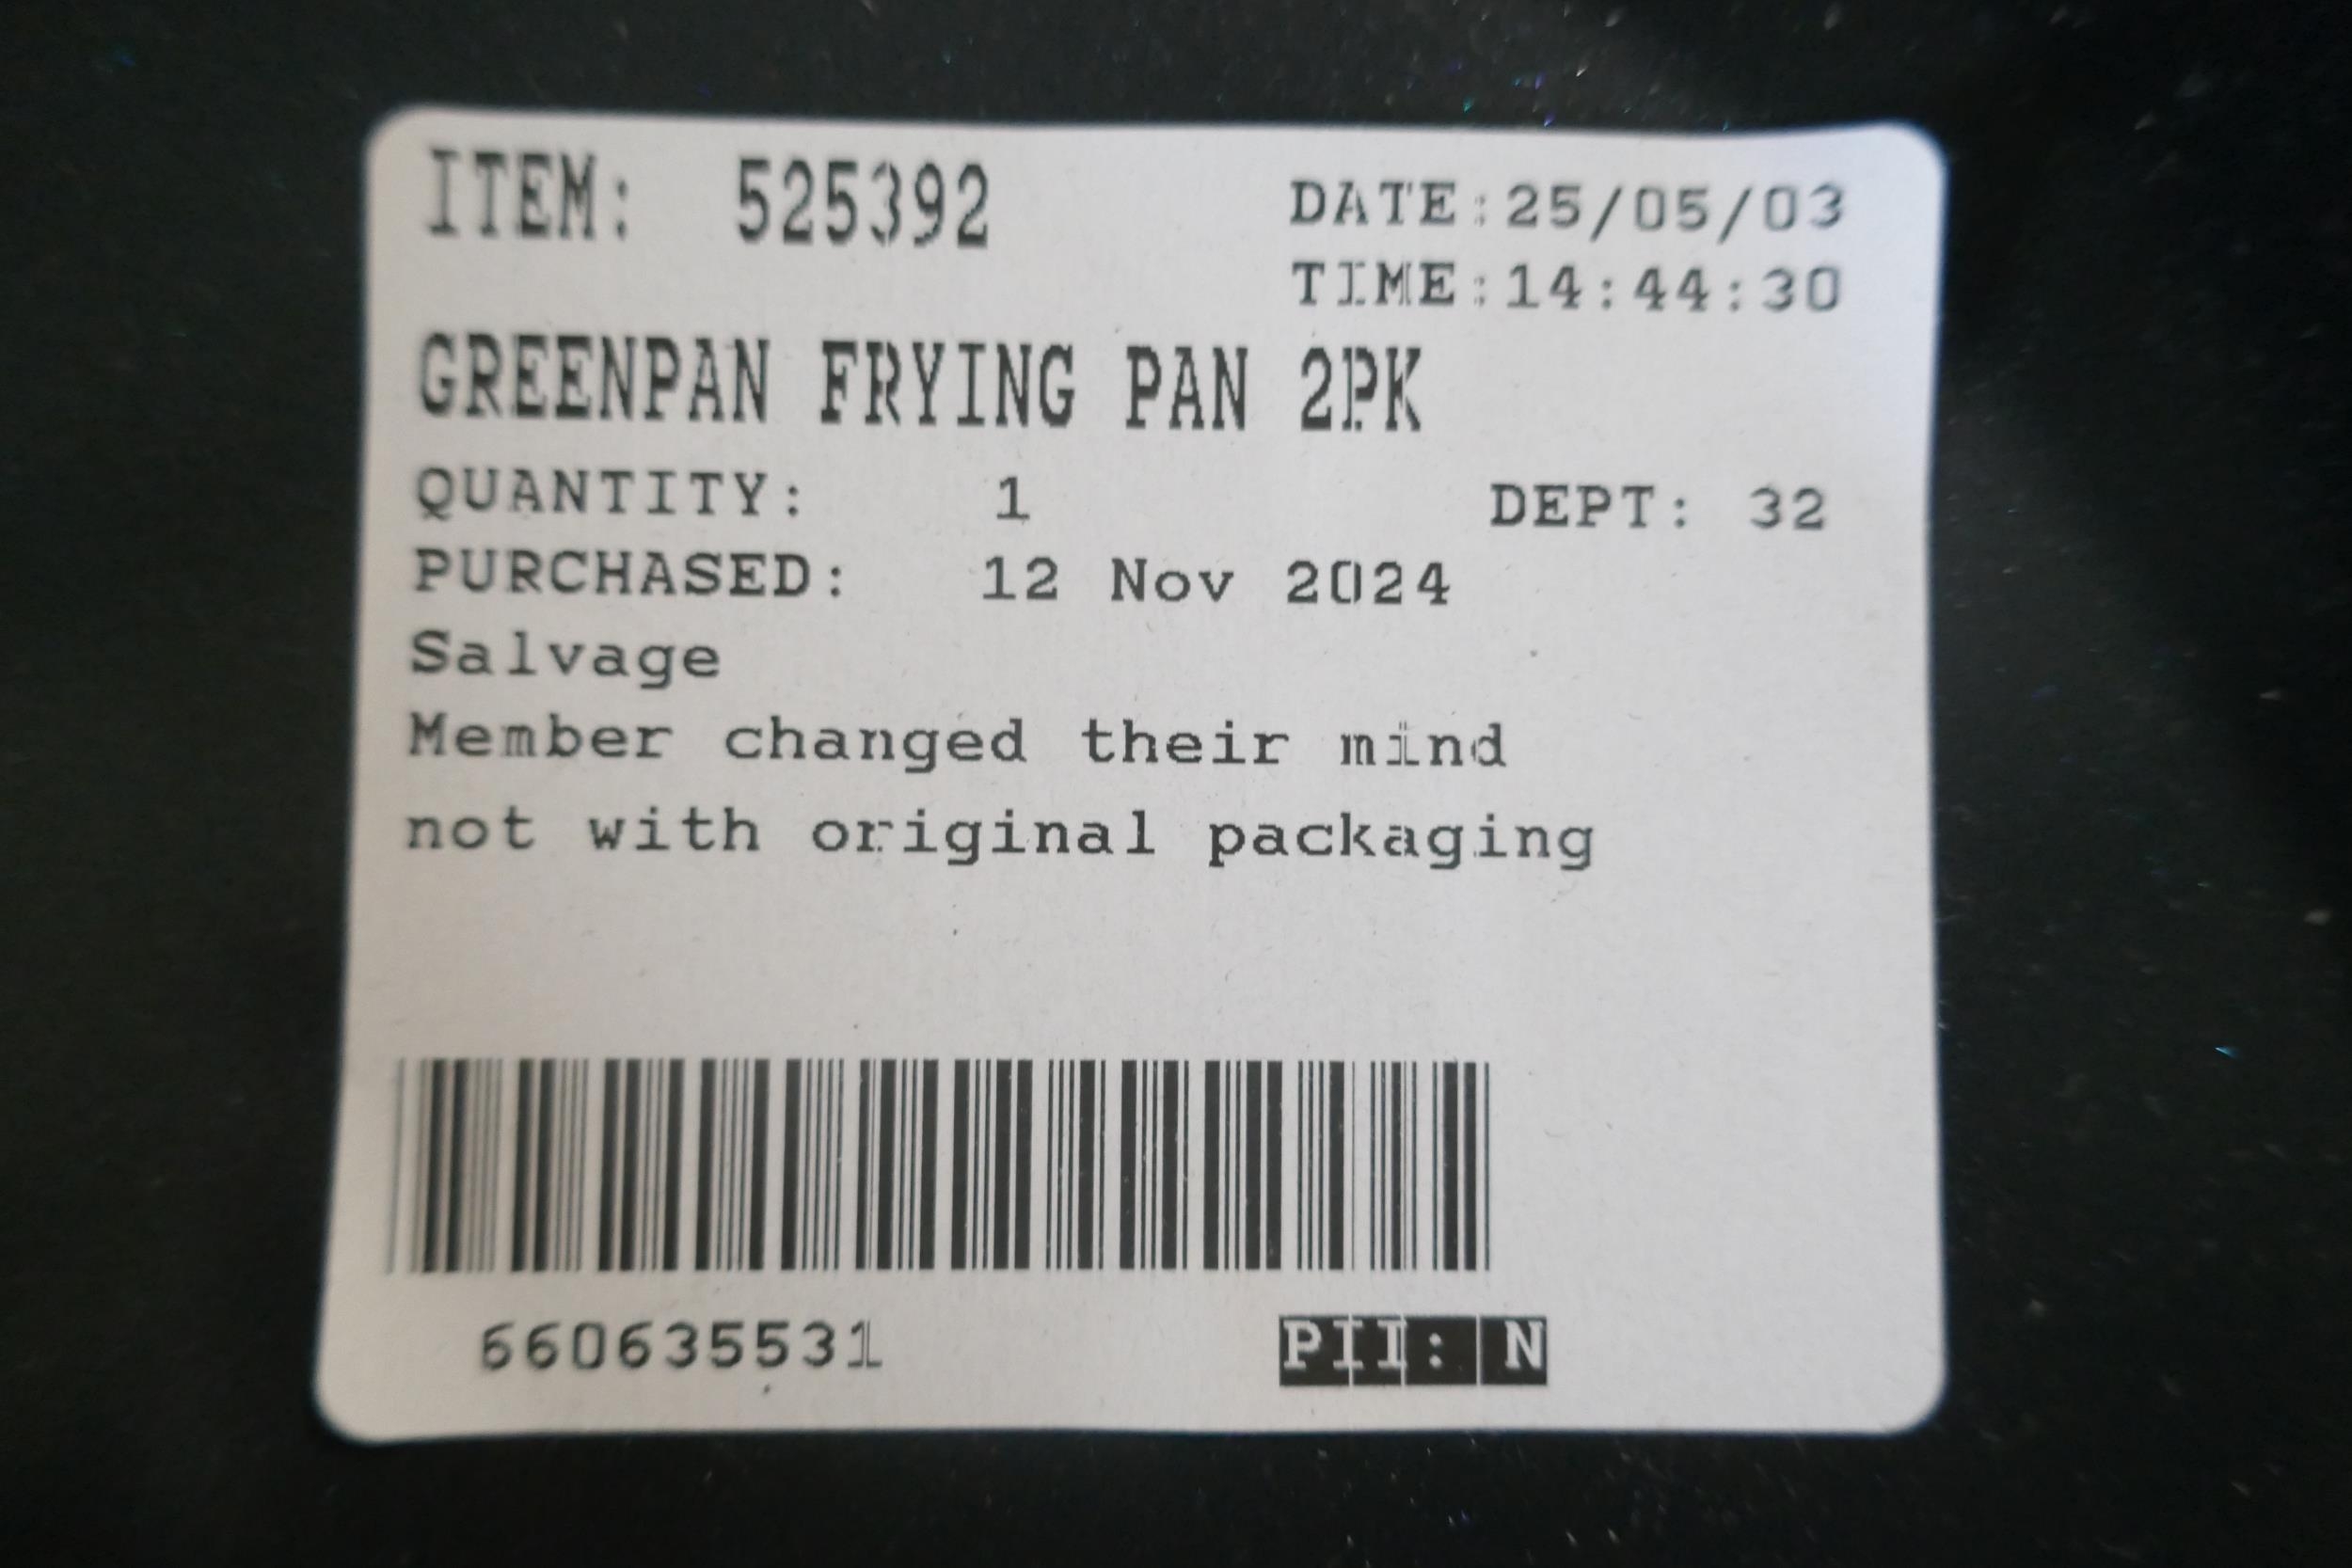 ITEM: 525392
DATE:25/05/03
TIME:14:44:30
GREENPAN FRYING PAN 2PK
QUANTITY: 1 DEPT: 32
PURCHASED: 12 Nov 2024
Salvage
Member changed their mind
not with original packaging
660635531 PII: N